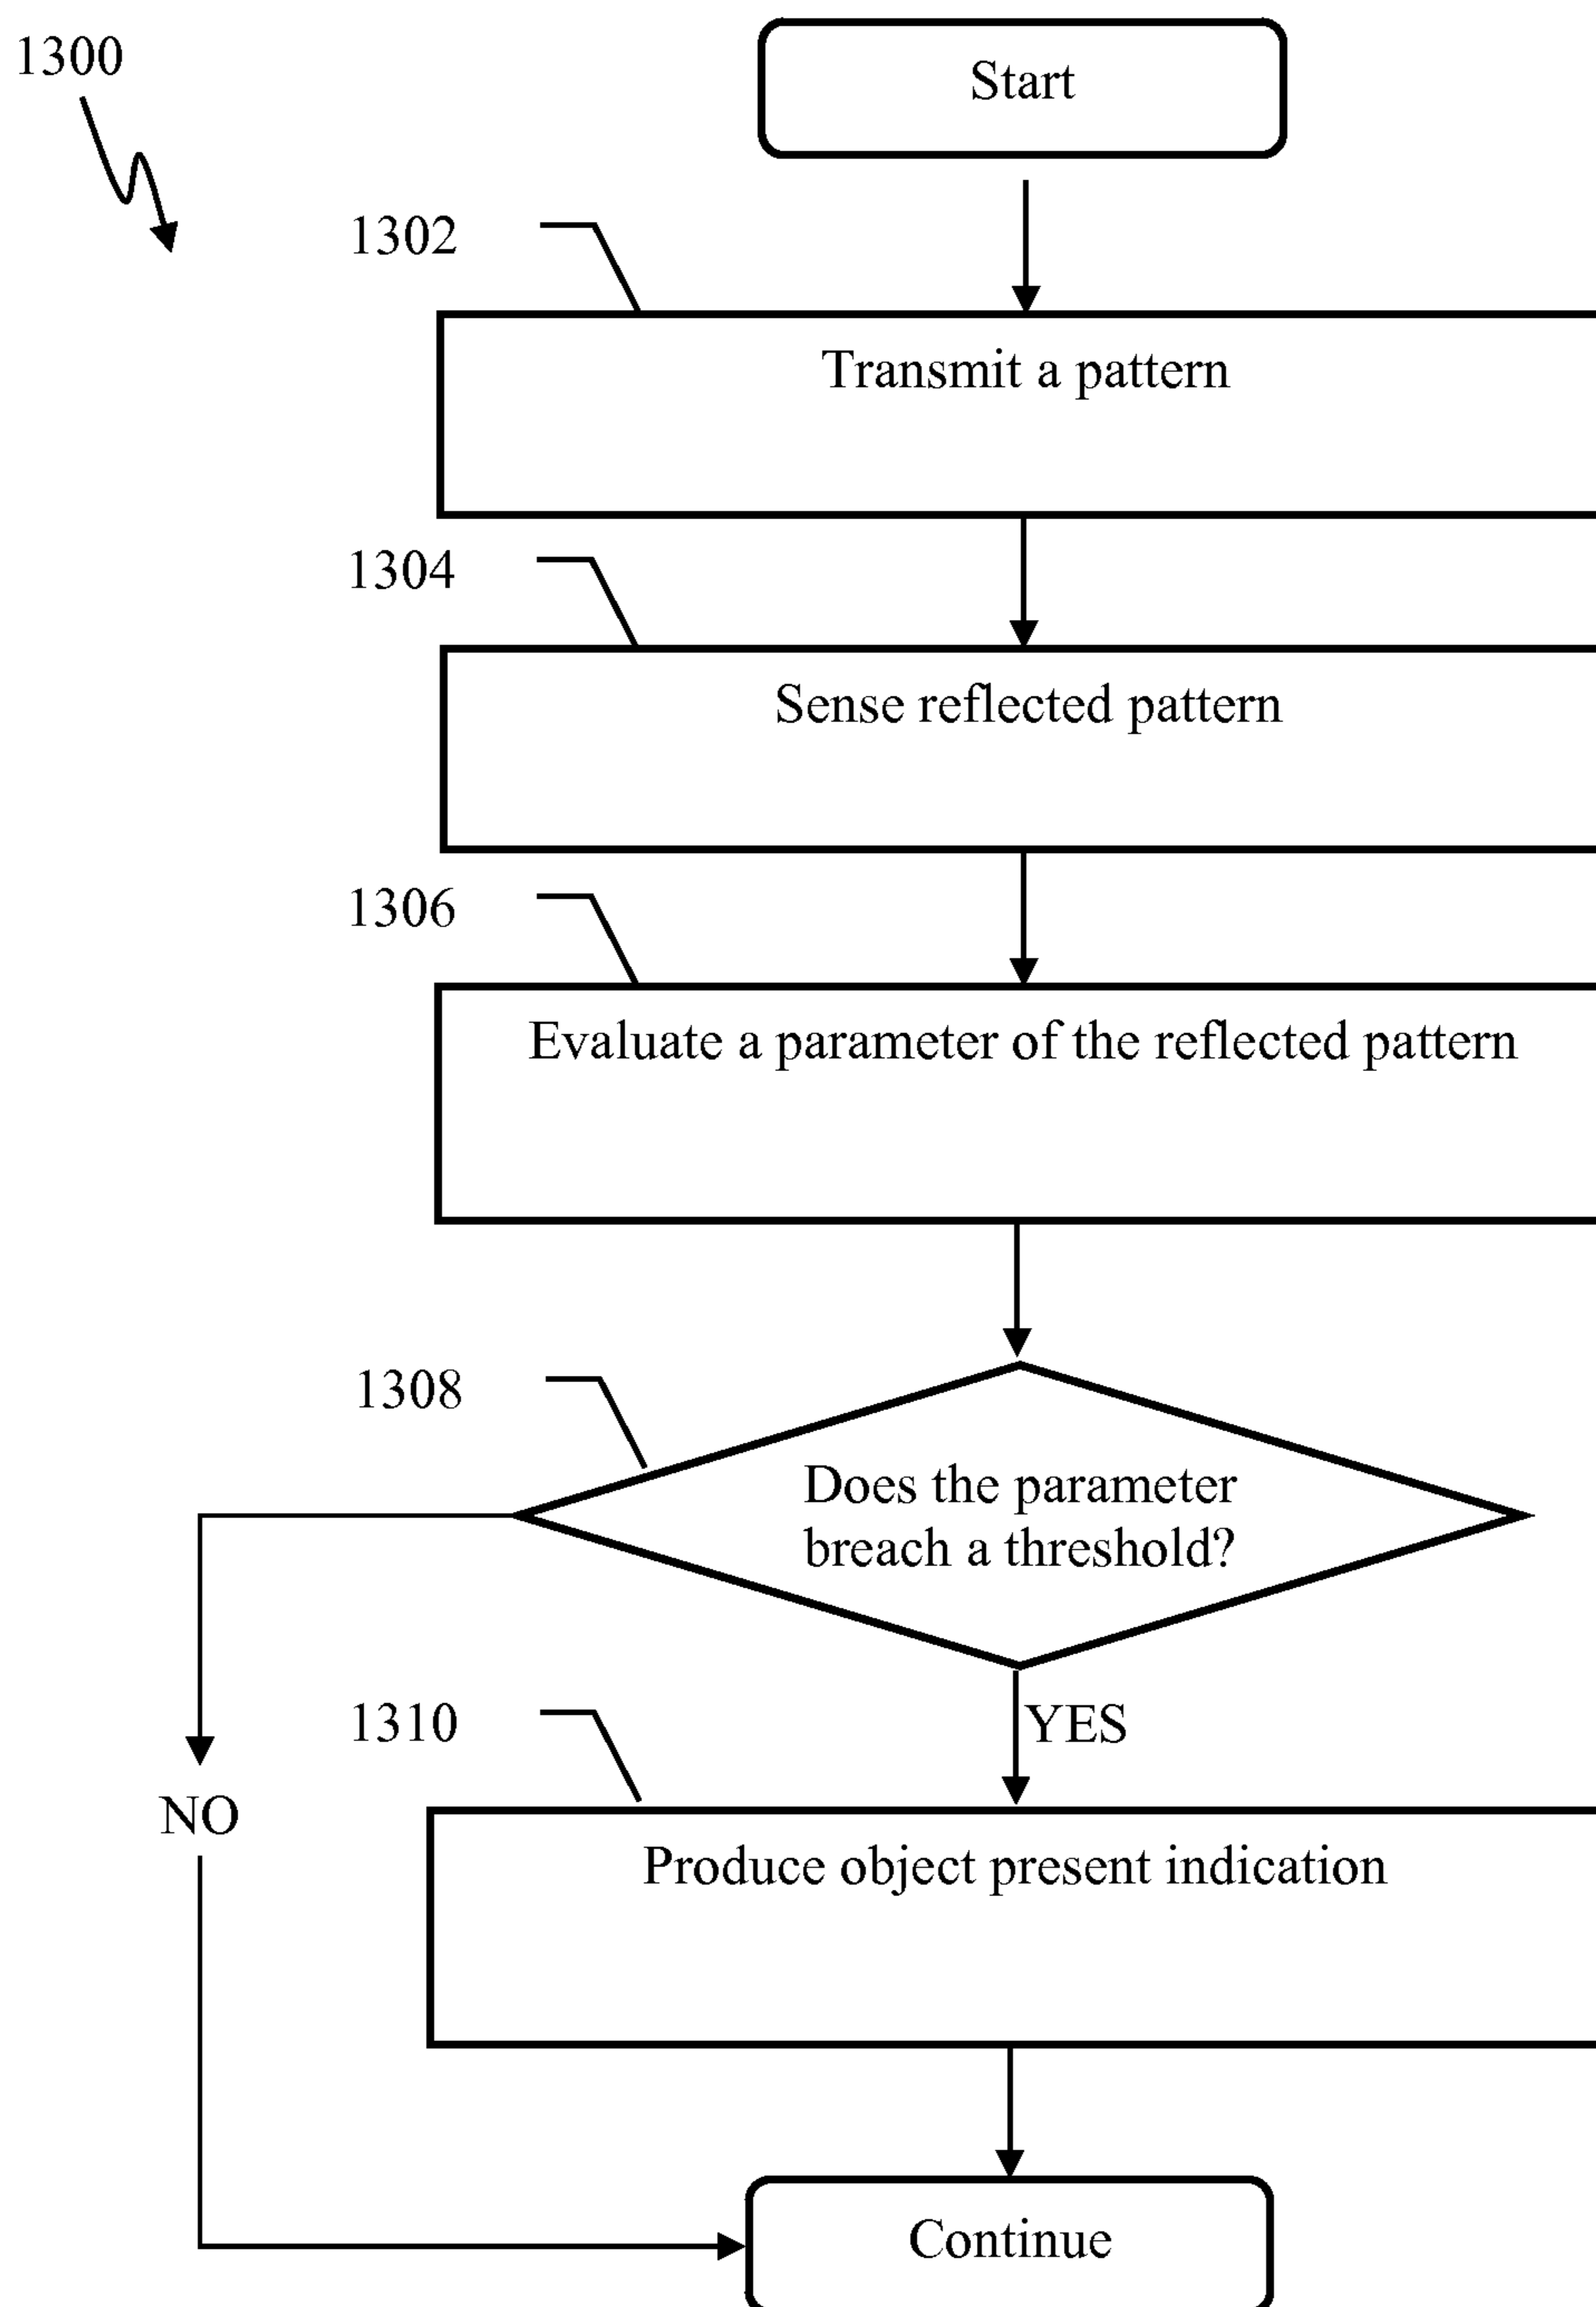 1300
Start
1302
Transmit a pattern
1304
Sense reflected pattern
1306
Evaluate a parameter of the reflected pattern
1308
Does the parameter
breach a threshold?
1310
YES
NO
Produce object present indication
Continue